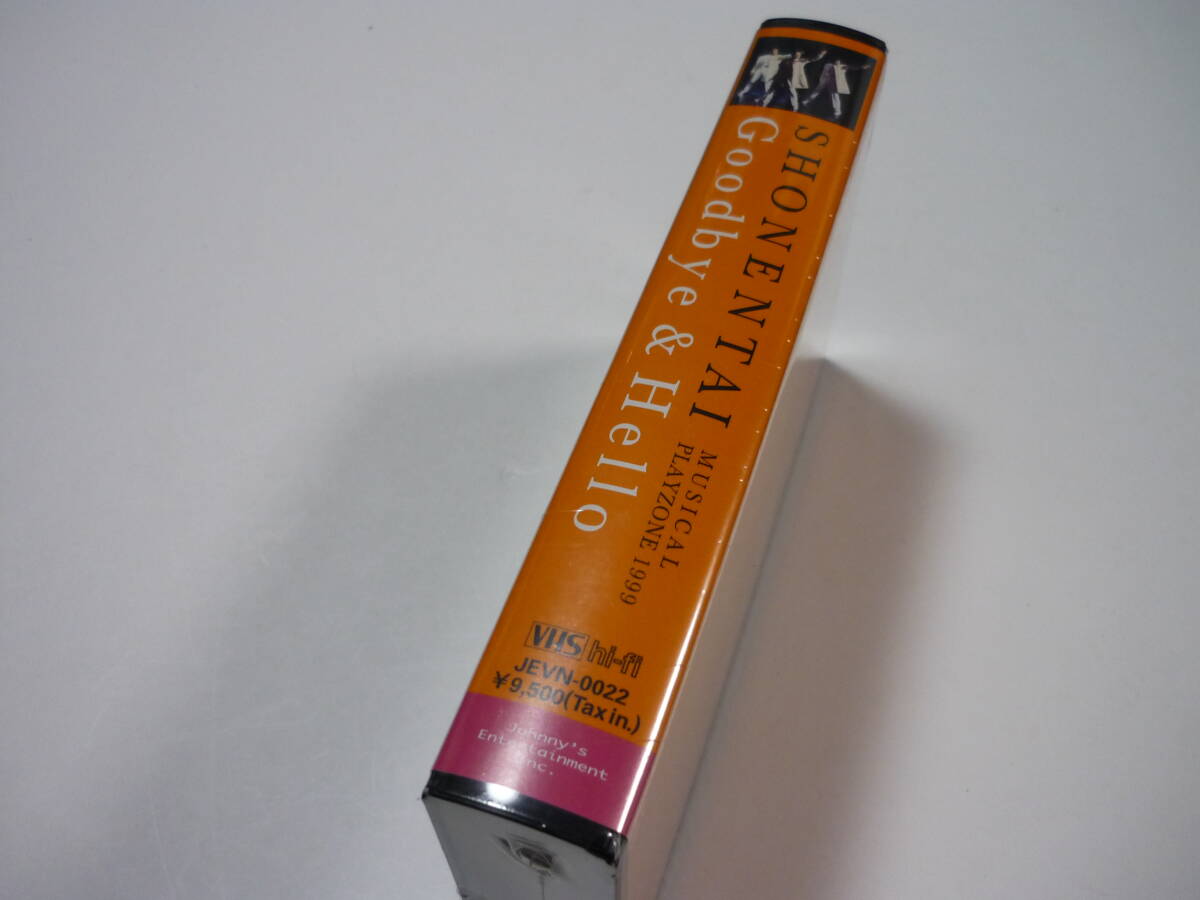 SHONENTAI
MUSICAL
PLAYZONE 1999
Goodbye & Hello
VHS hi-fi
JEVN-0022
¥9,500(Tax in.)
Johnny's
Entertainment
Inc.